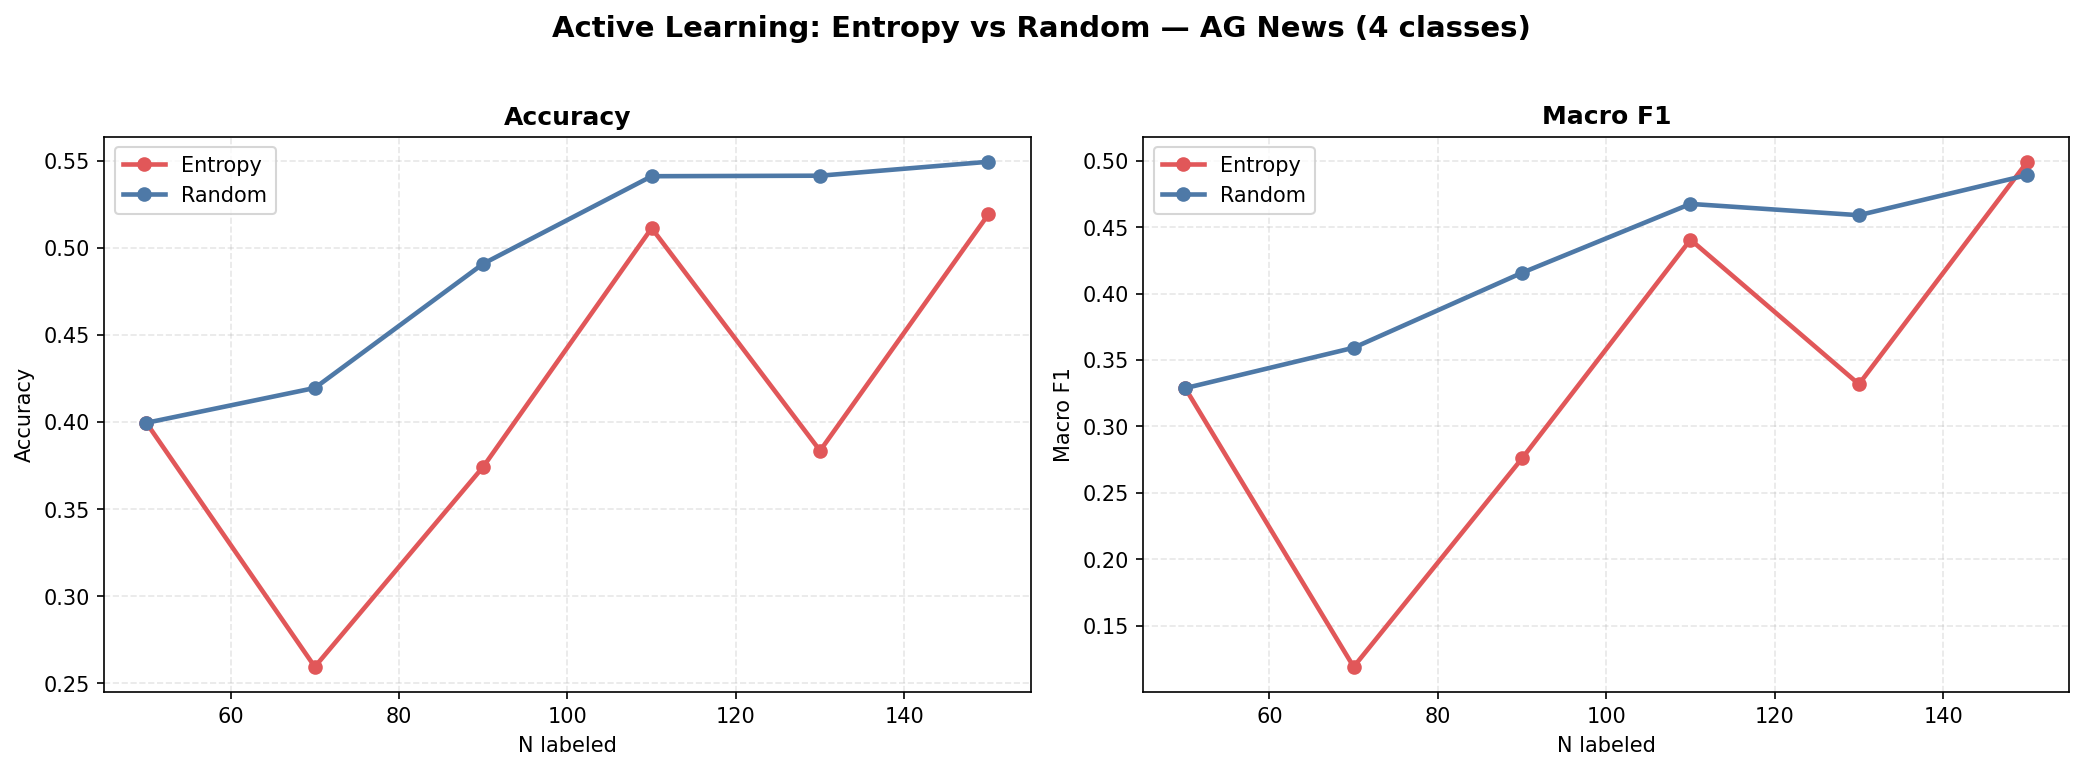 Active Learning: Entropy vs Random — AG News (4 classes)
Accuracy
Entropy
Random
0.55
0.50
0.45
0.40
0.35
0.30
0.25
Accuracy
60
80
100
120
140
N labeled
Macro F1
Entropy
Random
0.50
0.45
0.40
0.35
0.30
0.25
0.20
0.15
Macro F1
60
80
100
120
140
N labeled